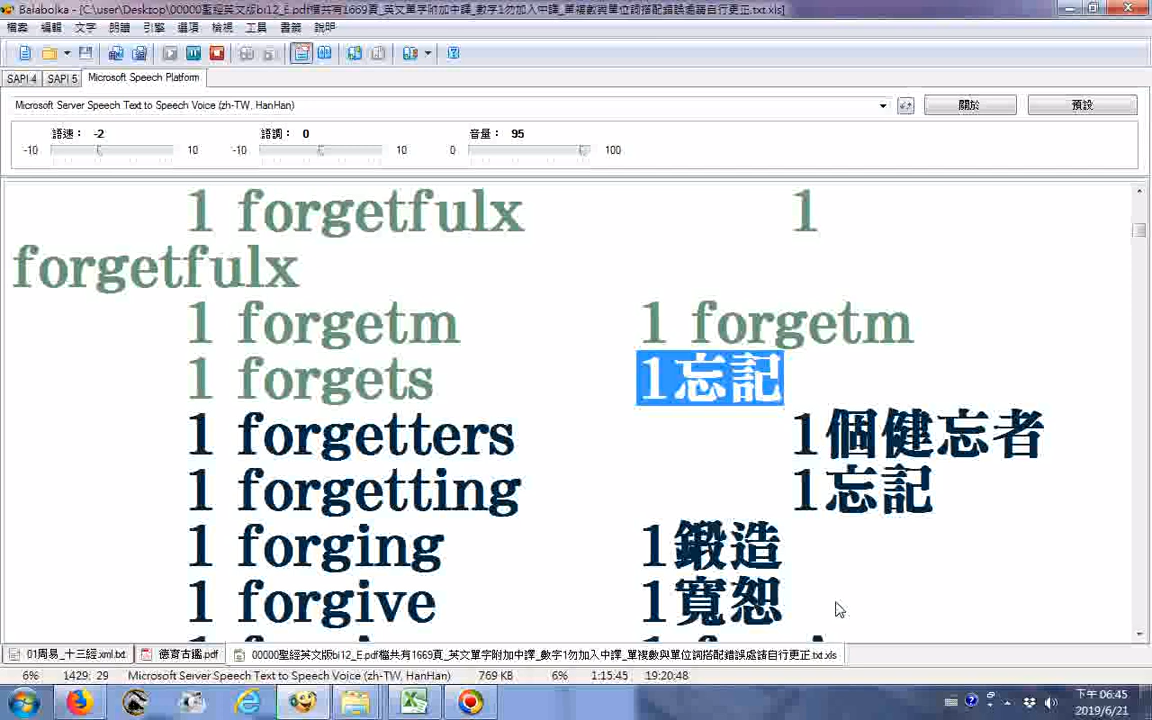 Balabolka - [C:\user\Desktop\00000聖經英文版bi12_E.pdf檔共有1669頁_英文單字附加中譯_數字1勿加入中譯_單複數與單位詞搭配錯誤處請自行更正.txt.xls]
檔案 編輯 文字 朗讀 引擎 選項 檢視 工具 書籤 說明
SAPI 4 SAPI 5 Microsoft Speech Platform
Microsoft Server Speech Text to Speech Voice (zh-TW, HanHan) 關於 預設
語速： -2 語調： 0 音量： 95
-10 10 -10 10 0 100
1 forgetfulx 1
forgetfulx
1 forgetm 1 forgetm
1 forgets 1忘記
1 forgetters 1個健忘者
1 forgetting 1忘記
1 forging 1鍛造
1 forgive 1寬恕
01周易_十三經.xml.txt 德育古鑑.pdf 00000聖經英文版bi12_E.pdf檔共有1669頁_英文單字附加中譯_數字1勿加入中譯_單複數與單位詞搭配錯誤處請自行更正.txt.xls
6% 1429: 29 Microsoft Server Speech Text to Speech Voice (zh-TW, HanHan) 769 KB 6% 1:15:45 19:20:48
下午 06:45
2019/6/21